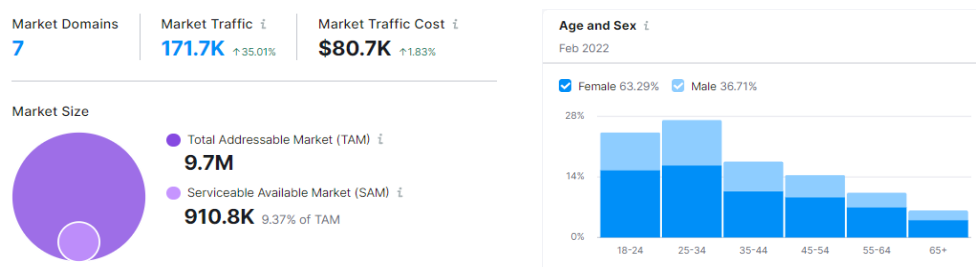 Market Domains
7
Market Traffic i
171.7K ↑35.01%
Market Traffic Cost i
$80.7K ↑1.83%
Market Size
Total Addressable Market (TAM) i
9.7M
Serviceable Available Market (SAM) i
910.8K 9.37% of TAM
Age and Sex i
Feb 2022
Female 63.29% Male 36.71%
28%
14%
0%
18-24 25-34 35-44 45-54 55-64 65+